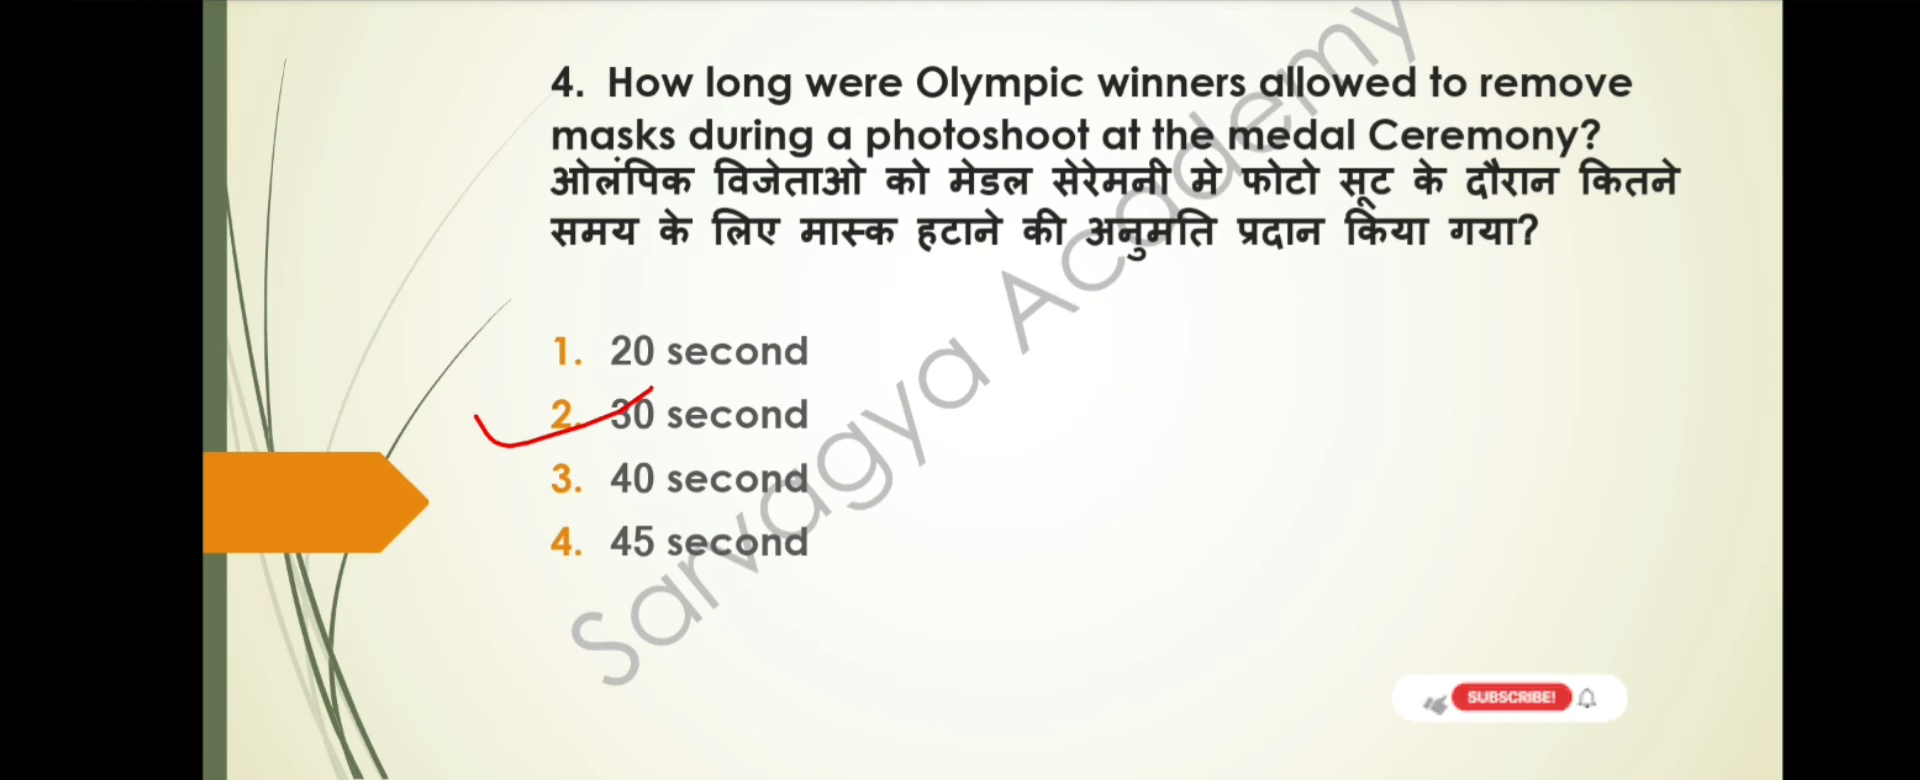 4. How long were Olympic winners allowed to remove
masks during a photoshoot at the medal Ceremony?
ओलंपिक विजेताओ को मेडल सेरेमनी मे फोटो सूट के दौरान कितने
समय के लिए मास्क हटाने की अनुमति प्रदान किया गया?
1. 20 second
2. 30 second
3. 40 second
4. 45 second
Sarvagya Academy
SUBSCRIBE!